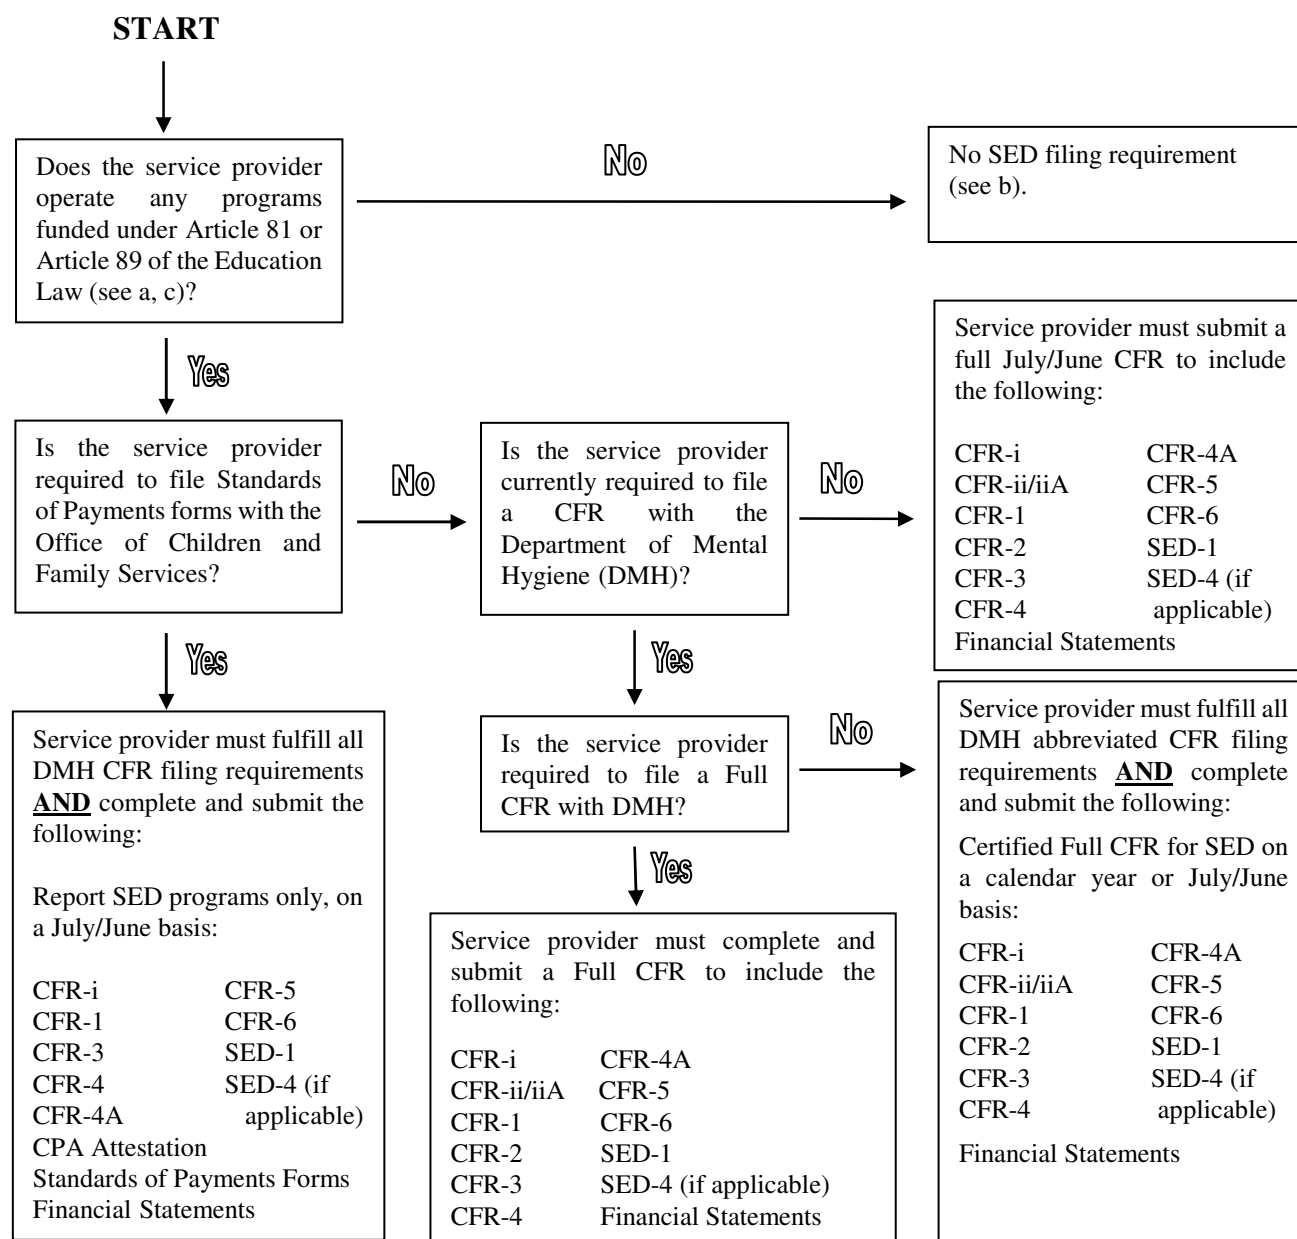 START
Does the service provider
operate any programs
funded under Article 81 or
Article 89 of the Education
Law (see a, c)?
No
No SED filing requirement
(see b).
Yes
Is the service provider
required to file Standards
of Payments forms with the
Office of Children and
Family Services?
No
Is the service provider
currently required to file
a CFR with the
Department of Mental
Hygiene (DMH)?
No
Service provider must submit a
full July/June CFR to include
the following:
CFR-i CFR-4A
CFR-ii/iiA CFR-5
CFR-1 CFR-6
CFR-2 SED-1
CFR-3 SED-4 (if
CFR-4 applicable)
Financial Statements
Yes
Service provider must fulfill all
DMH CFR filing requirements
AND complete and submit the
following:
Report SED programs only, on
a July/June basis:
CFR-i CFR-5
CFR-1 CFR-6
CFR-3 SED-1
CFR-4 SED-4 (if
CFR-4A applicable)
CPA Attestation
Standards of Payments Forms
Financial Statements
Yes
Is the service provider
required to file a Full
CFR with DMH?
No
Service provider must fulfill all
DMH abbreviated CFR filing
requirements AND complete
and submit the following:
Certified Full CFR for SED on
a calendar year or July/June
basis:
CFR-i CFR-4A
CFR-ii/iiA CFR-5
CFR-1 CFR-6
CFR-2 SED-1
CFR-3 SED-4 (if
CFR-4 applicable)
Financial Statements
Yes
Service provider must complete and
submit a Full CFR to include the
following:
CFR-i CFR-4A
CFR-ii/iiA CFR-5
CFR-1 CFR-6
CFR-2 SED-1
CFR-3 SED-4 (if applicable)
CFR-4 Financial Statements